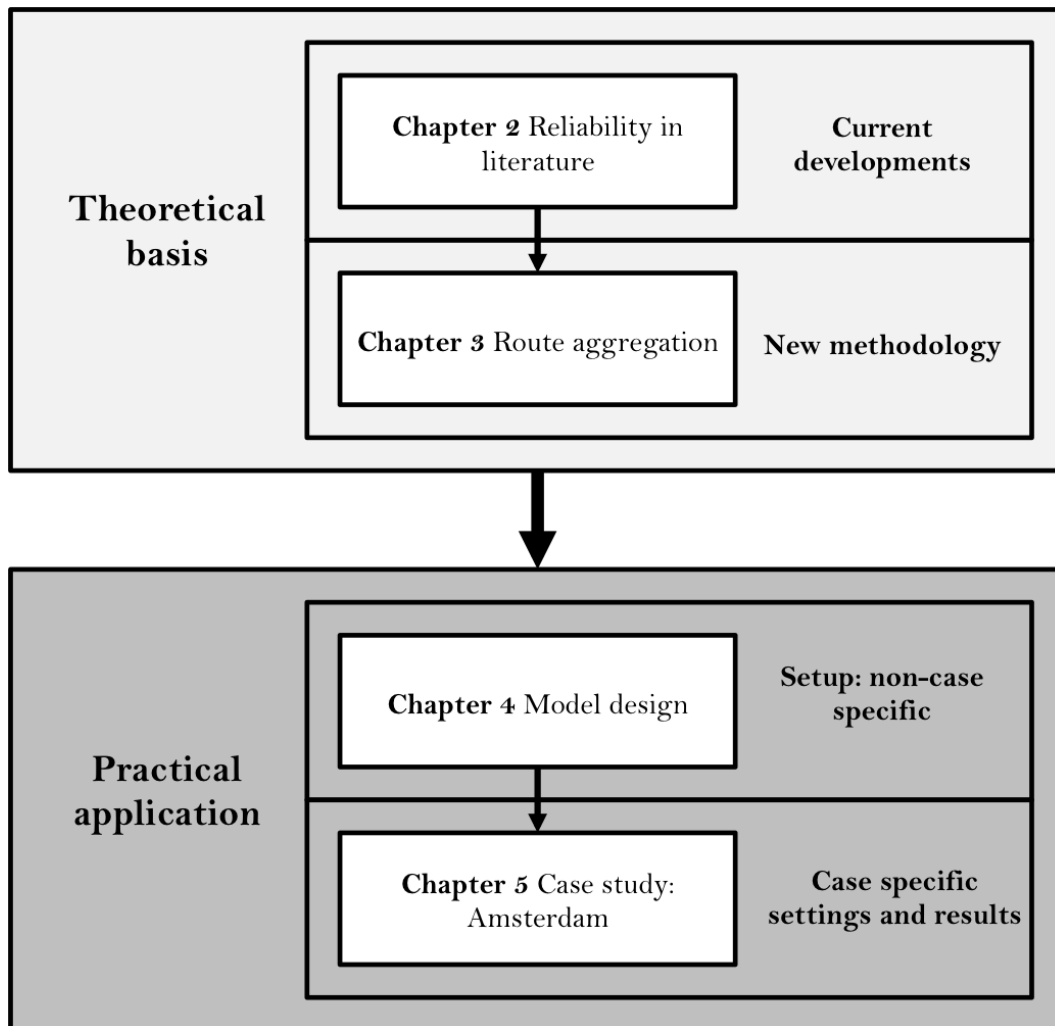 Theoretical
basis
Chapter 2 Reliability in
literature
Current
developments
Chapter 3 Route aggregation
New methodology
Practical
application
Chapter 4 Model design
Setup: non-case
specific
Chapter 5 Case study:
Amsterdam
Case specific
settings and results